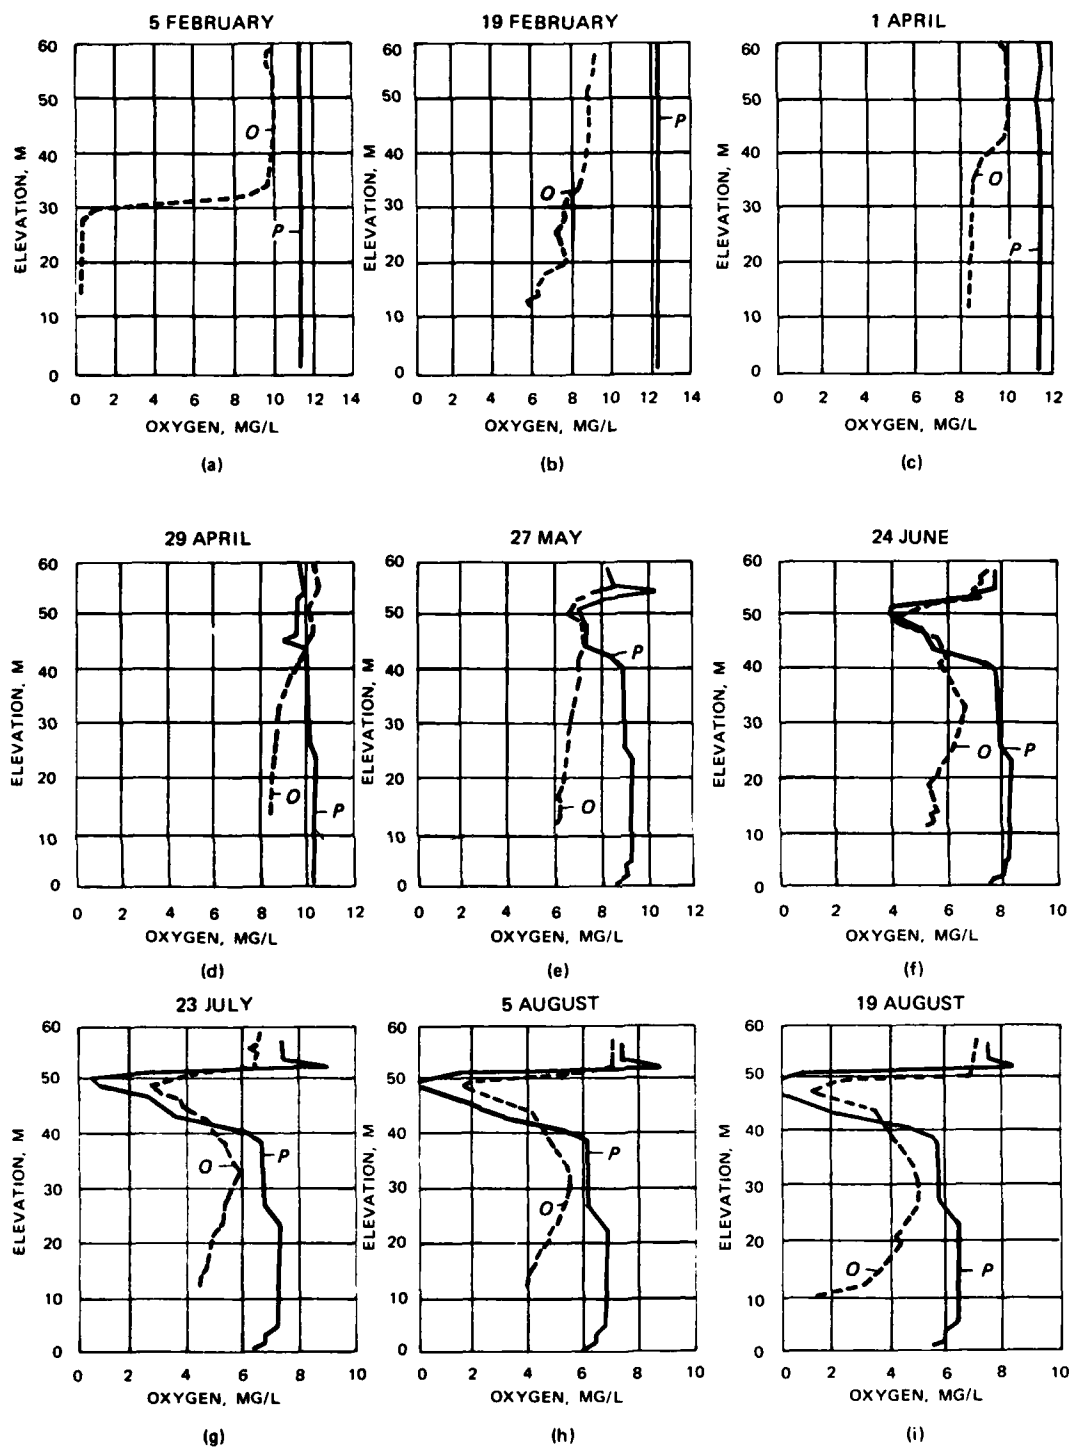 5 FEBRUARY
60
50
40
30
20
10
0
ELEVATION, M
O
P
0 2 4 6 8 10 12 14
OXYGEN, MG/L
(a)
19 FEBRUARY
60
50
40
30
20
10
0
ELEVATION, M
P
O
0 2 4 6 8 10 12 14
OXYGEN, MG/L
(b)
1 APRIL
60
50
40
30
20
10
0
ELEVATION, M
O
P
0 2 4 6 8 10 12
OXYGEN, MG/L
(c)
29 APRIL
60
50
40
30
20
10
0
ELEVATION, M
O
P
0 2 4 6 8 10 12
OXYGEN, MG/L
(d)
27 MAY
60
50
40
30
20
10
0
ELEVATION, M
P
O
0 2 4 6 8 10 12
OXYGEN, MG/L
(e)
24 JUNE
60
50
40
30
20
10
0
ELEVATION, M
O P
0 2 4 6 8 10
OXYGEN, MG/L
(f)
23 JULY
60
50
40
30
20
10
0
ELEVATION, M
O P
0 2 4 6 8 10
OXYGEN, MG/L
(g)
5 AUGUST
60
50
40
30
20
10
0
ELEVATION, M
P
O
0 2 4 6 8 10
OXYGEN, MG/L
(h)
19 AUGUST
60
50
40
30
20
10
0
ELEVATION, M
O P
0 2 4 6 8 10
OXYGEN, MG/L
(i)